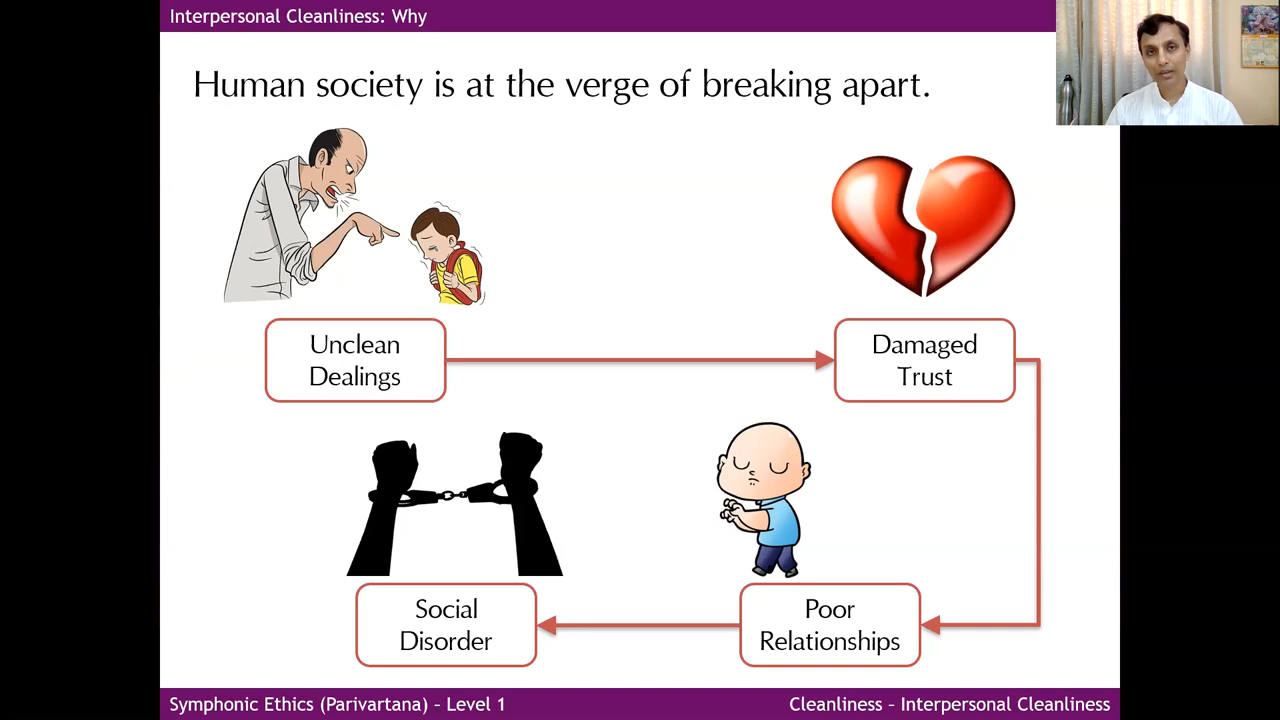 Interpersonal Cleanliness: Why
Human society is at the verge of breaking apart.
Unclean
Dealings
Damaged
Trust
Poor
Relationships
Social
Disorder
Symphonic Ethics (Parivartana) – Level 1
Cleanliness – Interpersonal Cleanliness